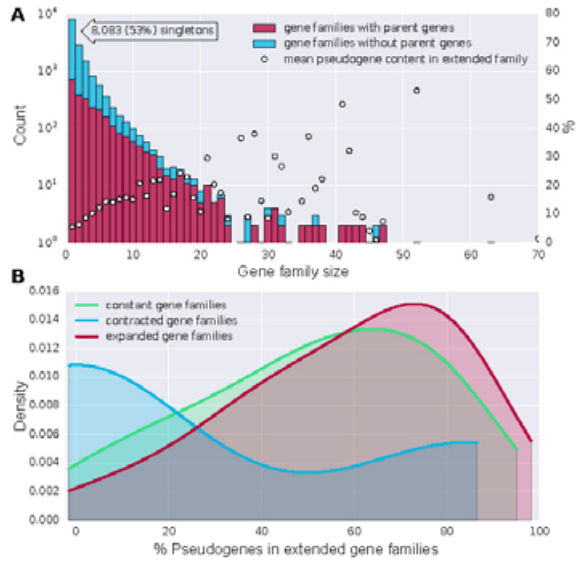 A
8,083 (53%) singletons
gene families with parent genes
gene families without parent genes
mean pseudogene content in extended family
10⁴
10³
10²
10¹
10⁰
Count
80
70
60
50
40
30
20
10
0
%
0 10 20 30 40 50 60 70
Gene family size
B
constant gene families
contracted gene families
expanded gene families
0.016
0.014
0.012
0.010
0.008
0.006
0.004
0.002
0.000
Density
0 20 40 60 80 100
% Pseudogenes in extended gene families